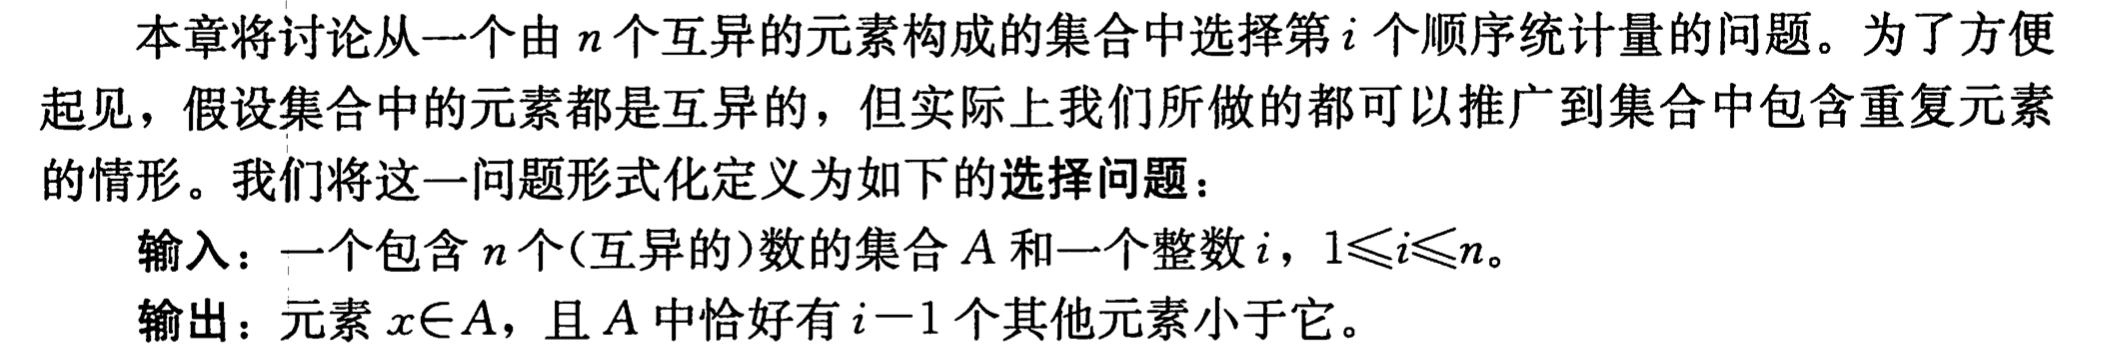 本章将讨论从一个由 n 个互异的元素构成的集合中选择第 i 个顺序统计量的问题。为了方便
起见，假设集合中的元素都是互异的，但实际上我们所做的都可以推广到集合中包含重复元素
的情形。我们将这一问题形式化定义为如下的选择问题：
输入：一个包含 n 个(互异的)数的集合 A 和一个整数 i，1≤i≤n。
输出：元素 x∈A，且 A 中恰好有 i－1 个其他元素小于它。